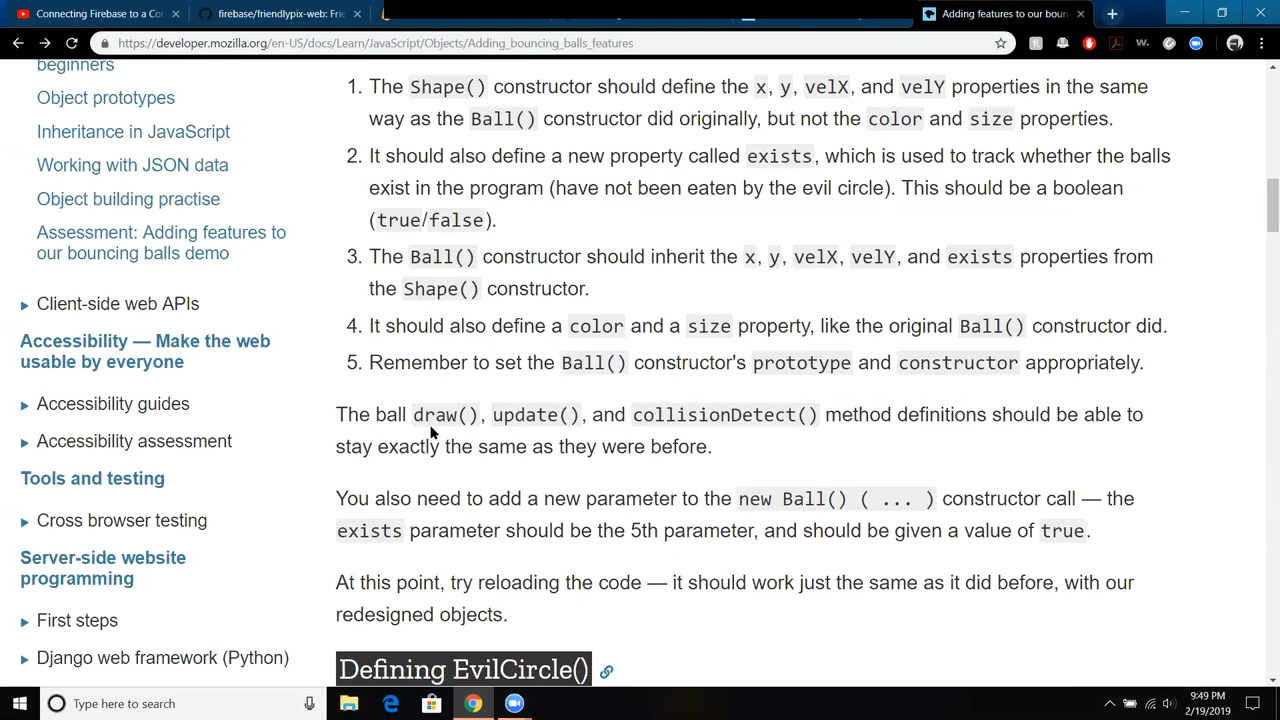 Connecting Firebase to a Cor
firebase/friendlypix-web: Frie
Adding features to our boun
https://developer.mozilla.org/en-US/docs/Learn/JavaScript/Objects/Adding_bouncing_balls_features
beginners
Object prototypes
Inheritance in JavaScript
Working with JSON data
Object building practise
Assessment: Adding features to
our bouncing balls demo
Client-side web APIs
Accessibility — Make the web
usable by everyone
Accessibility guides
Accessibility assessment
Tools and testing
Cross browser testing
Server-side website
programming
First steps
Django web framework (Python)
1. The Shape() constructor should define the x, y, velX, and velY properties in the same
way as the Ball() constructor did originally, but not the color and size properties.
2. It should also define a new property called exists, which is used to track whether the balls
exist in the program (have not been eaten by the evil circle). This should be a boolean
(true/false).
3. The Ball() constructor should inherit the x, y, velX, velY, and exists properties from
the Shape() constructor.
4. It should also define a color and a size property, like the original Ball() constructor did.
5. Remember to set the Ball() constructor's prototype and constructor appropriately.
The ball draw(), update(), and collisionDetect() method definitions should be able to
stay exactly the same as they were before.
You also need to add a new parameter to the new Ball() ( ... ) constructor call — the
exists parameter should be the 5th parameter, and should be given a value of true.
At this point, try reloading the code — it should work just the same as it did before, with our
redesigned objects.
Defining EvilCircle()
Type here to search
9:49 PM
2/19/2019